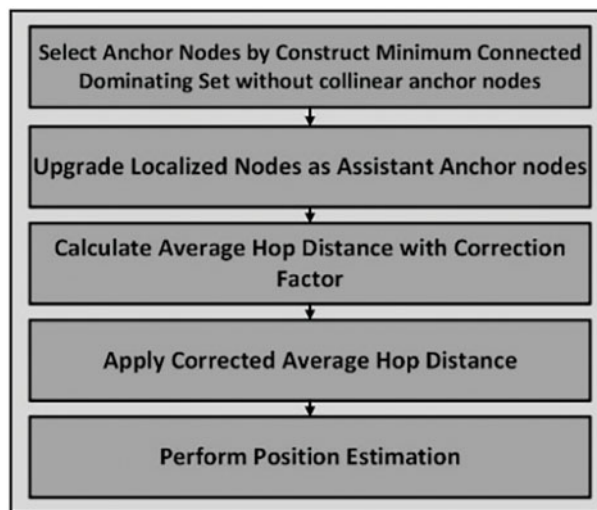 Select Anchor Nodes by Construct Minimum Connected
Dominating Set without collinear anchor nodes
Upgrade Localized Nodes as Assistant Anchor nodes
Calculate Average Hop Distance with Correction
Factor
Apply Corrected Average Hop Distance
Perform Position Estimation